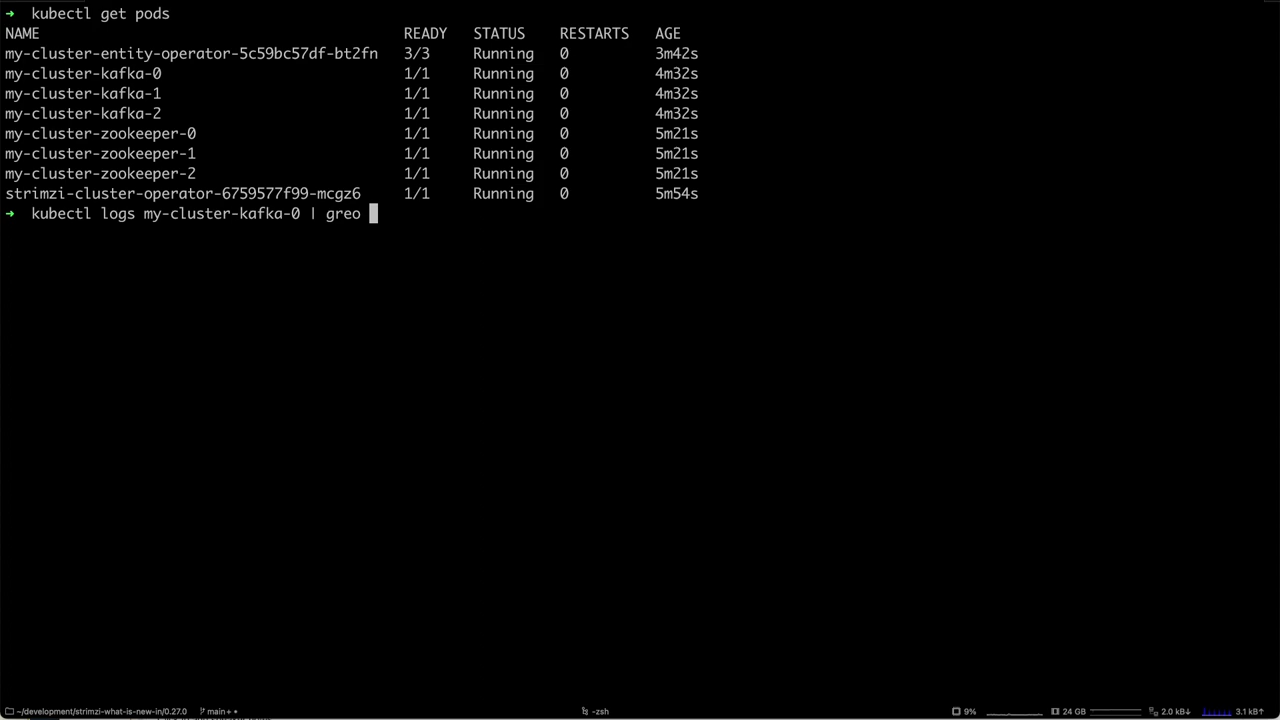 ➜  kubectl get pods
NAME                                          READY   STATUS    RESTARTS   AGE
my-cluster-entity-operator-5c59bc57df-bt2fn   3/3     Running   0          3m42s
my-cluster-kafka-0                            1/1     Running   0          4m32s
my-cluster-kafka-1                            1/1     Running   0          4m32s
my-cluster-kafka-2                            1/1     Running   0          4m32s
my-cluster-zookeeper-0                        1/1     Running   0          5m21s
my-cluster-zookeeper-1                        1/1     Running   0          5m21s
my-cluster-zookeeper-2                        1/1     Running   0          5m21s
strimzi-cluster-operator-6759577f99-mcgz6     1/1     Running   0          5m54s
➜  kubectl logs my-cluster-kafka-0 | greo
~/development/strimzi-what-is-new-in/0.27.0 main -zsh 9% 24 GB 2.0 kB↓ 3.1 kB↑